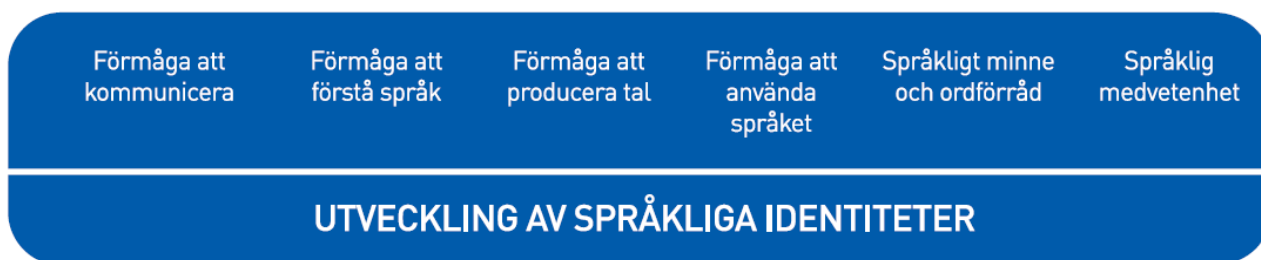 Förmåga att
kommunicera
Förmåga att
förstå språk
Förmåga att
producera tal
Förmåga att
använda
språket
Språkligt minne
och ordförråd
Språklig
medvetenhet
UTVECKLING AV SPRÅKLIGA IDENTITETER